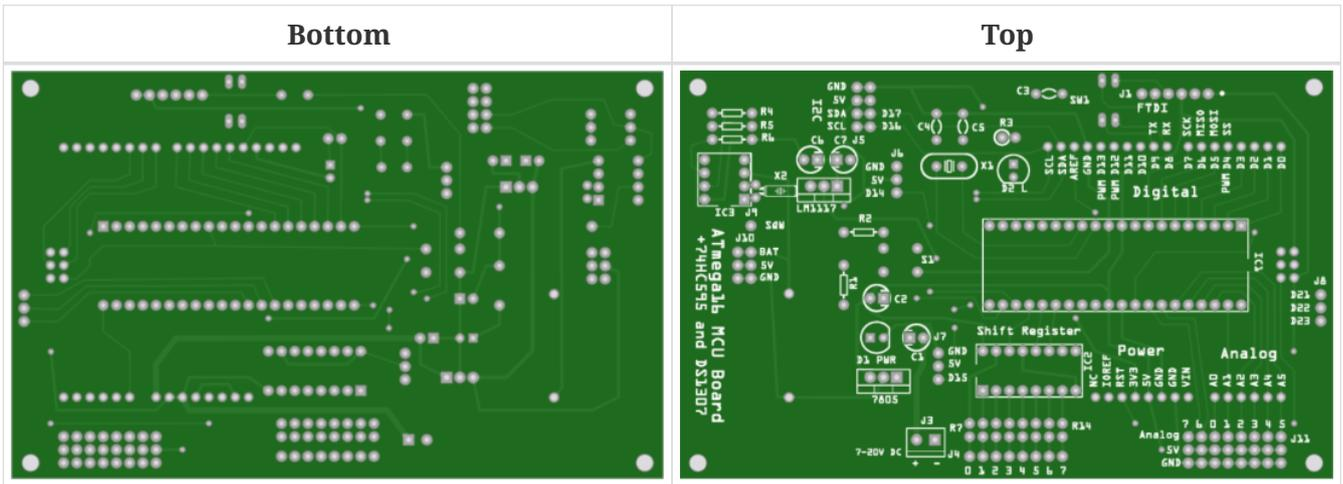 Bottom
Top
GND
5V
SDA D17
SCL D16
I2C
R4
R5
R6
C4
C5
C3
SW1
J1
FTDI
TX
RX
SCK
MISO
MOSI
SS
R3
C6
C7 J5
J6
GND
5V
D14
X1
D2 L
X2
LM1117
IC3
J9
SQW
SCL
SDA
AREF
GND
PWM D13
PWM D12
D11
D10
D9
D8
D7
D6
D5
PWM D4
D3
D2
D1
D0
Digital
R2
J10
BAT
5V
GND
S1
R1
C2
IC1
J8
D21
D22
D23
ATmega16 MCU Board
+74HC595 and DS1307
D1 PWR
C1
J7
GND
5V
D15
7805
Shift Register
IC2
Power
NC
IOREF
RST
3V3
5V
GND
GND
VIN
Analog
A0
A1
A2
A3
A4
A5
J3
7-20V DC
+ -
J4
R7
R14
0 1 2 3 4 5 6 7
7 6 0 1 2 3 4 5
Analog
5V
GND
J11